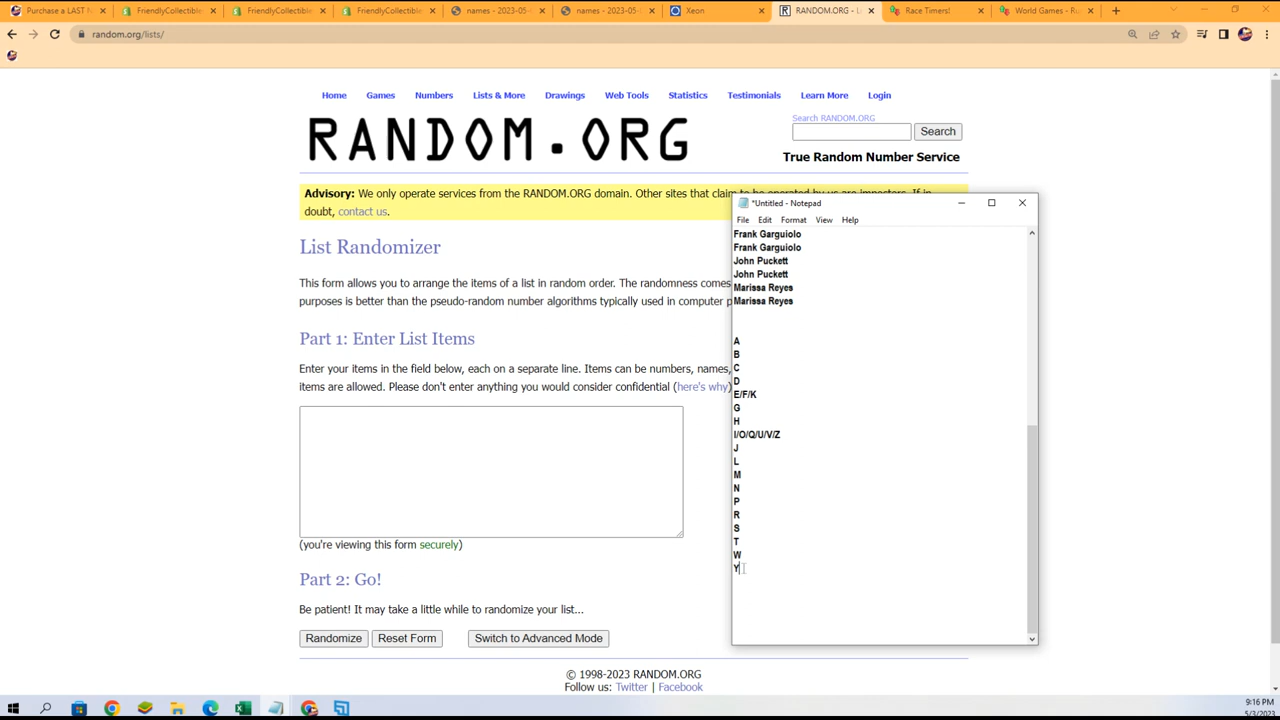 Purchase a LAST N
FriendlyCollectible
FriendlyCollectible
FriendlyCollectible
names - 2023-05-
names - 2023-05-
Xeon
RANDOM.ORG - L
Race Timers!
World Games - Ru
random.org/lists/
Home Games Numbers Lists & More Drawings Web Tools Statistics Testimonials Learn More Login
Search RANDOM.ORG
Search
RANDOM.ORG
True Random Number Service
Advisory: We only operate services from the RANDOM.ORG domain. Other sites that claim to be operated by us are impostors. If in
doubt, contact us.
List Randomizer
This form allows you to arrange the items of a list in random order. The randomness comes
purposes is better than the pseudo-random number algorithms typically used in computer p
Part 1: Enter List Items
Enter your items in the field below, each on a separate line. Items can be numbers, names,
items are allowed. Please don't enter anything you would consider confidential (here's why)
(you're viewing this form securely)
Part 2: Go!
Be patient! It may take a little while to randomize your list...
Randomize Reset Form Switch to Advanced Mode
© 1998-2023 RANDOM.ORG
Follow us: Twitter | Facebook
*Untitled - Notepad
File Edit Format View Help
Frank Garguiolo
Frank Garguiolo
John Puckett
John Puckett
Marissa Reyes
Marissa Reyes
A
B
C
D
E/F/K
G
H
I/O/Q/U/V/Z
J
L
M
N
P
R
S
T
W
Y
9:16 PM
5/3/2023